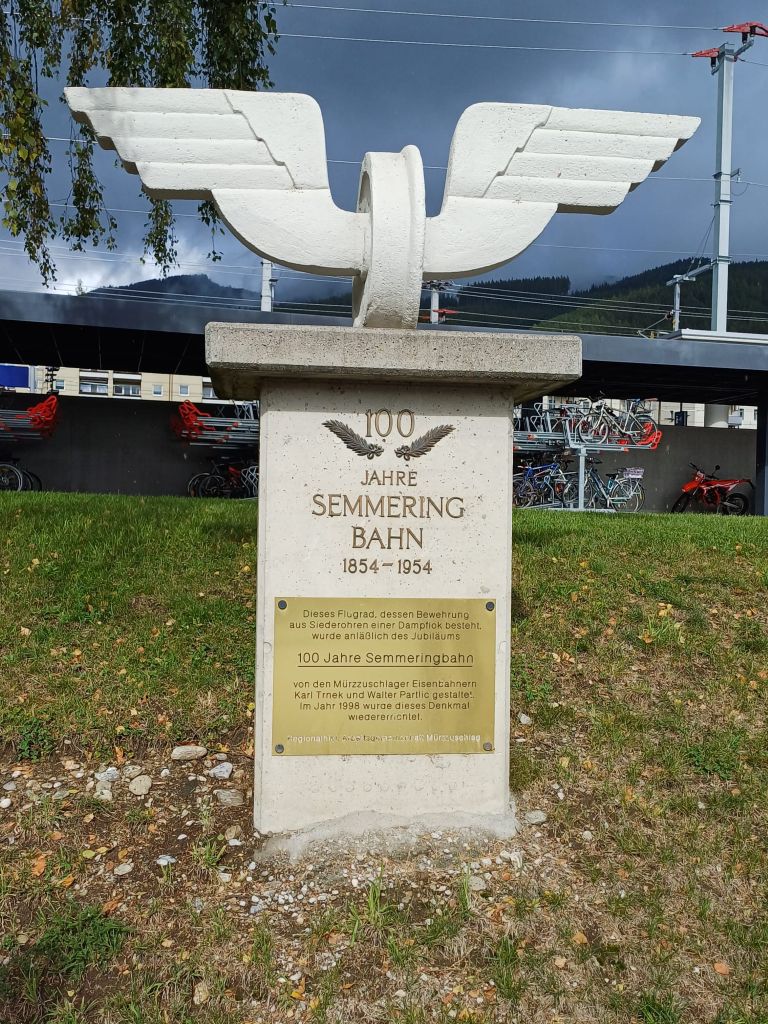 100
JAHRE
SEMMERING
BAHN
1854-1954
Dieses Flugrad, dessen Bewehrung
aus Siederohren einer Dampflok besteht,
wurde anläßlich des Jubiläums
100 Jahre Semmeringbahn
von den Mürzzuschlager Eisenbahnern
Karl Trnek und Walter Partlic gestaltet.
Im Jahr 1998 wurde dieses Denkmal
wiedererrichtet.
Mürzzuschlag